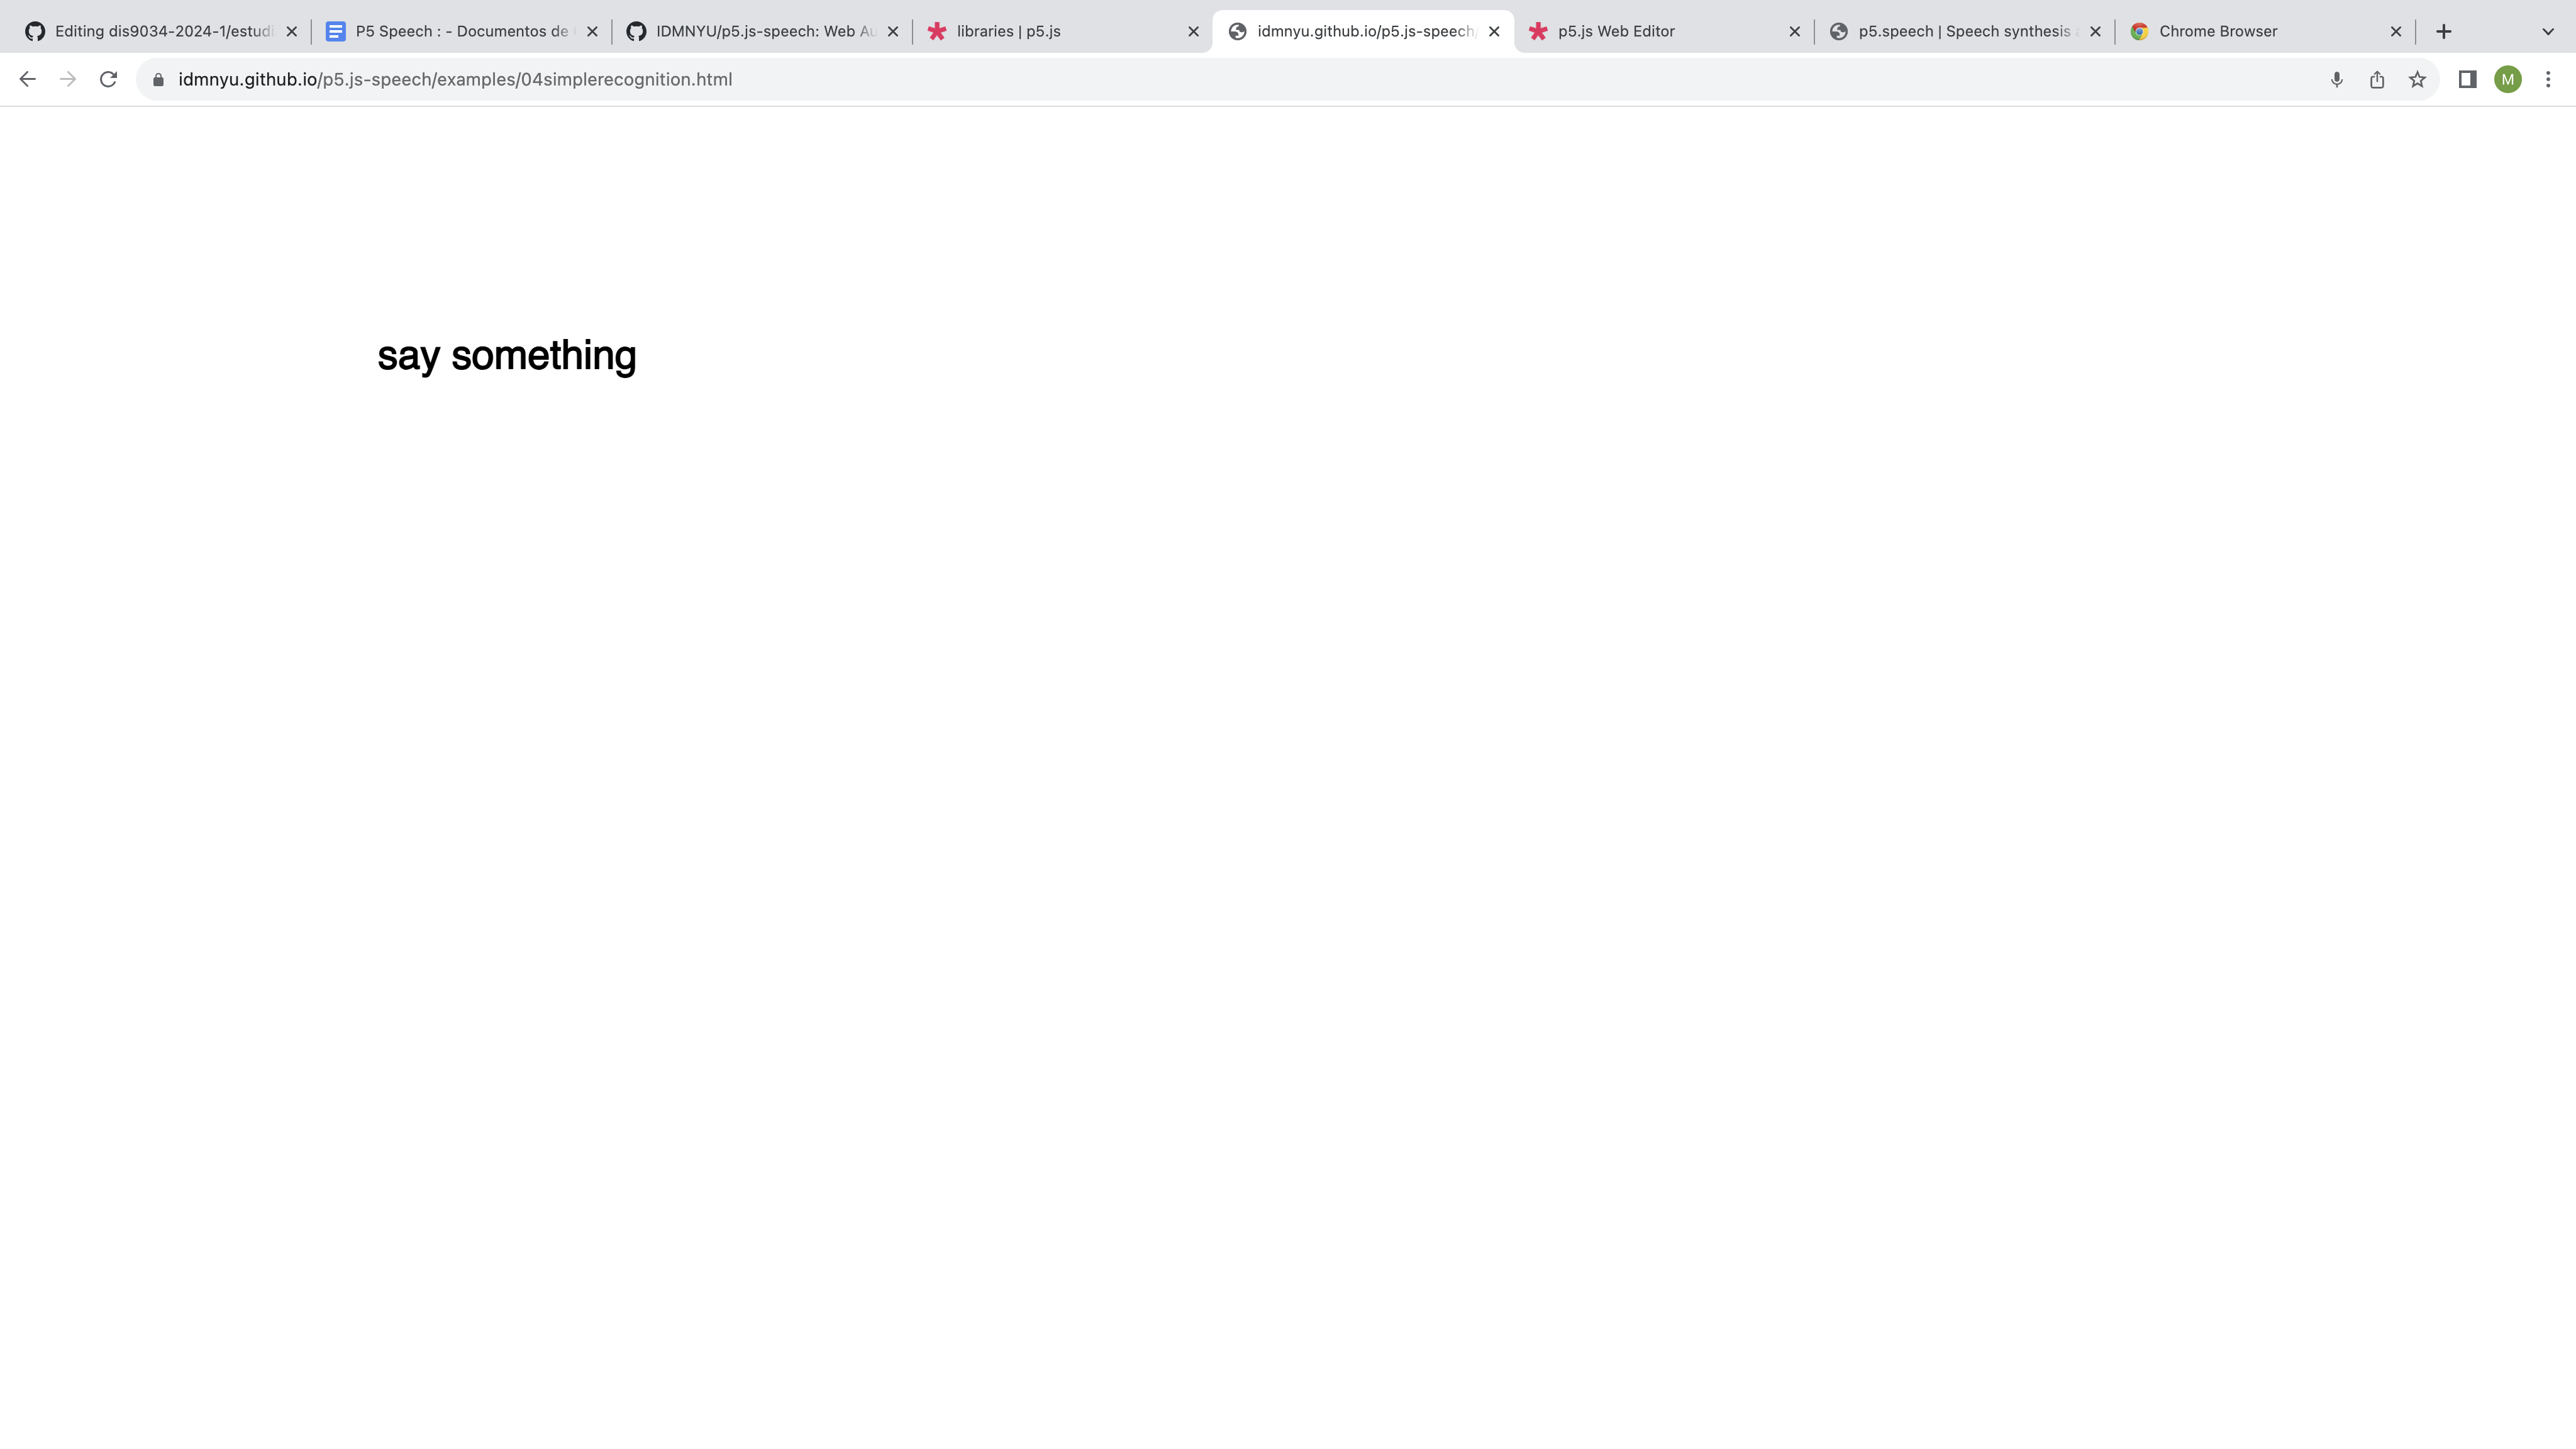 Editing dis9034-2024-1/estudi
P5 Speech : - Documentos de
IDMNYU/p5.js-speech: Web Au
libraries | p5.js
idmnyu.github.io/p5.js-speech/
p5.js Web Editor
p5.speech | Speech synthesis
Chrome Browser
idmnyu.github.io/p5.js-speech/examples/04simplerecognition.html
M
say something